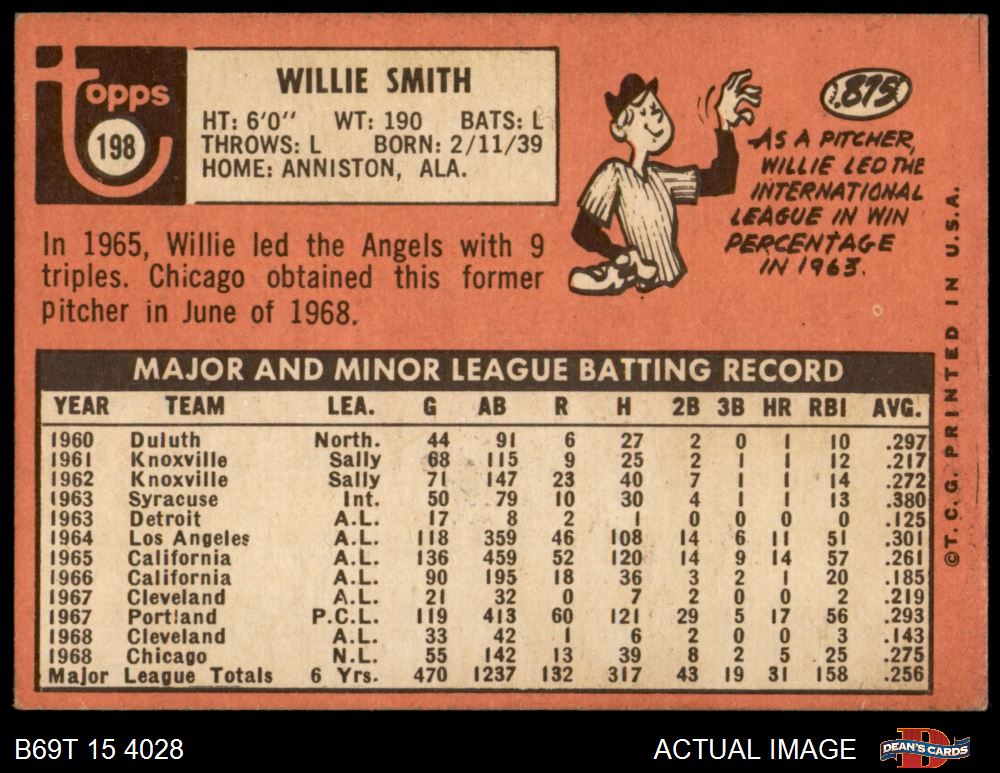 Topps
198
WILLIE SMITH
HT: 6'0" WT: 190 BATS: L
THROWS: L BORN: 2/11/39
HOME: ANNISTON, ALA.
In 1965, Willie led the Angels with 9
triples. Chicago obtained this former
pitcher in June of 1968.
.875
AS A PITCHER,
WILLIE LED THE
INTERNATIONAL
LEAGUE IN WIN
PERCENTAGE
IN 1963.
MAJOR AND MINOR LEAGUE BATTING RECORD
YEAR TEAM LEA. G AB R H 2B 3B HR RBI AVG.
1960 Duluth North. 44 91 6 27 2 0 1 10 .297
1961 Knoxville Sally 68 115 9 25 2 1 1 12 .217
1962 Knoxville Sally 71 147 23 40 7 1 1 14 .272
1963 Syracuse Int. 50 79 10 30 4 1 1 13 .380
1963 Detroit A.L. 17 8 2 1 0 0 0 0 .125
1964 Los Angeles A.L. 118 359 46 108 14 6 11 51 .301
1965 California A.L. 136 459 52 120 14 9 14 57 .261
1966 California A.L. 90 195 18 36 3 2 1 20 .185
1967 Cleveland A.L. 21 32 0 7 2 0 0 2 .219
1967 Portland P.C.L. 119 413 60 121 29 5 17 56 .293
1968 Cleveland A.L. 33 42 1 6 2 0 0 3 .143
1968 Chicago N.L. 55 142 13 39 8 2 5 25 .275
Major League Totals 6 Yrs. 470 1237 132 317 43 19 31 158 .256
©T.C.G. PRINTED IN U.S.A.
B69T 15 4028
ACTUAL IMAGE
DEAN'S CARDS